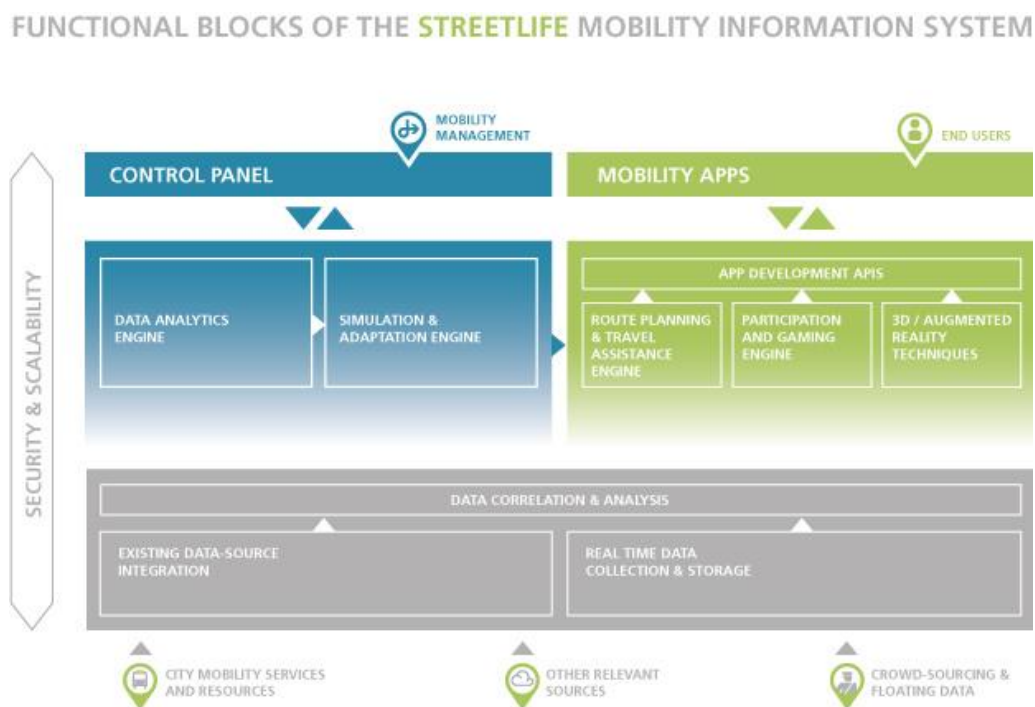 FUNCTIONAL BLOCKS OF THE STREETLIFE MOBILITY INFORMATION SYSTEM
MOBILITY
MANAGEMENT
END USERS
CONTROL PANEL
MOBILITY APPS
SECURITY & SCALABILITY
DATA ANALYTICS
ENGINE
SIMULATION &
ADAPTATION ENGINE
APP DEVELOPMENT APIS
ROUTE PLANNING
& TRAVEL
ASSISTANCE
ENGINE
PARTICIPATION
AND GAMING
ENGINE
3D / AUGMENTED
REALITY
TECHNIQUES
DATA CORRELATION & ANALYSIS
EXISTING DATA-SOURCE
INTEGRATION
REAL TIME DATA
COLLECTION & STORAGE
CITY MOBILITY SERVICES
AND RESOURCES
OTHER RELEVANT
SOURCES
CROWD-SOURCING &
FLOATING DATA